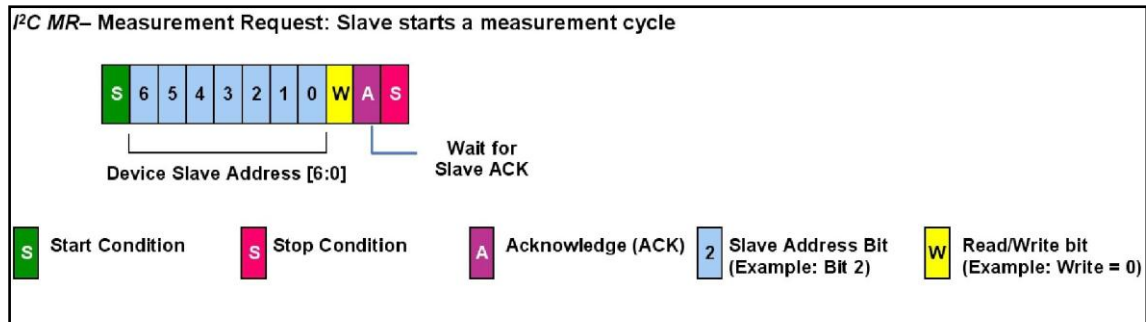 I²C MR– Measurement Request: Slave starts a measurement cycle
S 6 5 4 3 2 1 0 W A S
Device Slave Address [6:0]
Wait for
Slave ACK
S Start Condition
S Stop Condition
A Acknowledge (ACK)
2 Slave Address Bit
(Example: Bit 2)
W Read/Write bit
(Example: Write = 0)